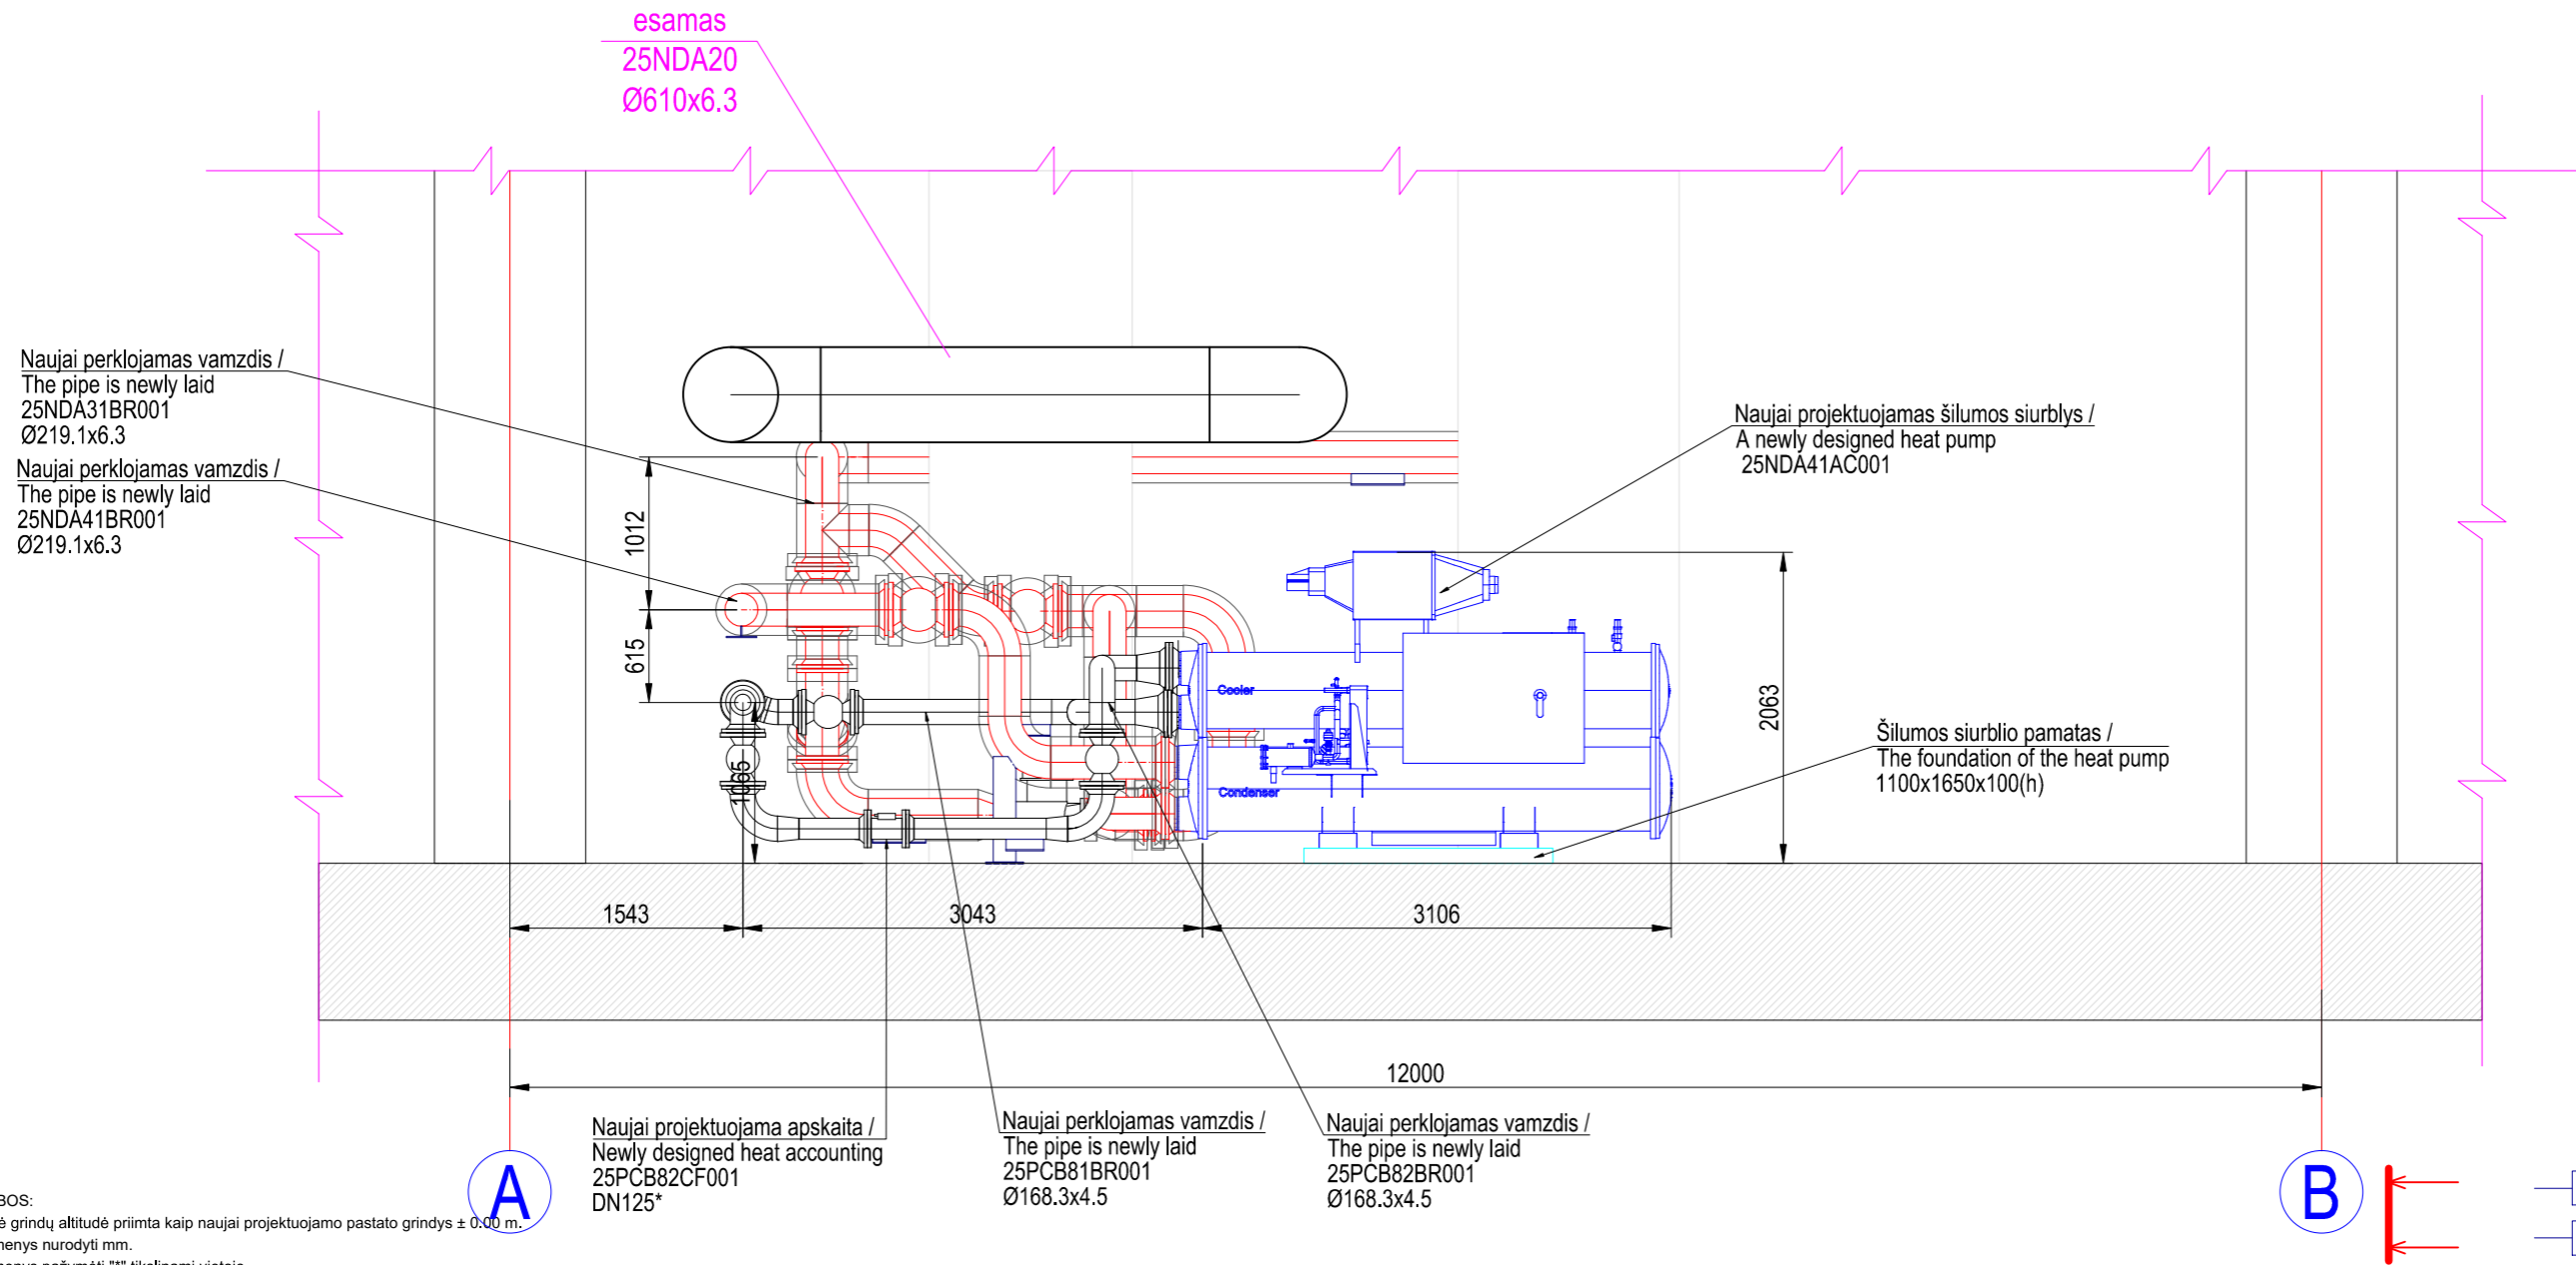 esamas
25NDA20
Ø610x6.3
Naujai perklojamas vamzdis /
The pipe is newly laid
25NDA31BR001
Ø219.1x6.3
Naujai perklojamas vamzdis /
The pipe is newly laid
25NDA41BR001
Ø219.1x6.3
Naujai projektuojamas šilumos siurblys /
A newly designed heat pump
25NDA41AC001
1012
615
1065
2063
Cooler
Condenser
Šilumos siurblio pamatas /
The foundation of the heat pump
1100x1650x100(h)
1543
3043
3106
12000
Naujai projektuojama apskaita /
Newly designed heat accounting
25PCB82CF001
DN125*
Naujai perklojamas vamzdis /
The pipe is newly laid
25PCB81BR001
Ø168.3x4.5
Naujai perklojamas vamzdis /
The pipe is newly laid
25PCB82BR001
Ø168.3x4.5
A
B
BOS:
ė grindų altitudė priimta kaip naujai projektuojamo pastato grindys ± 0.00 m.
menys nurodyti mm.